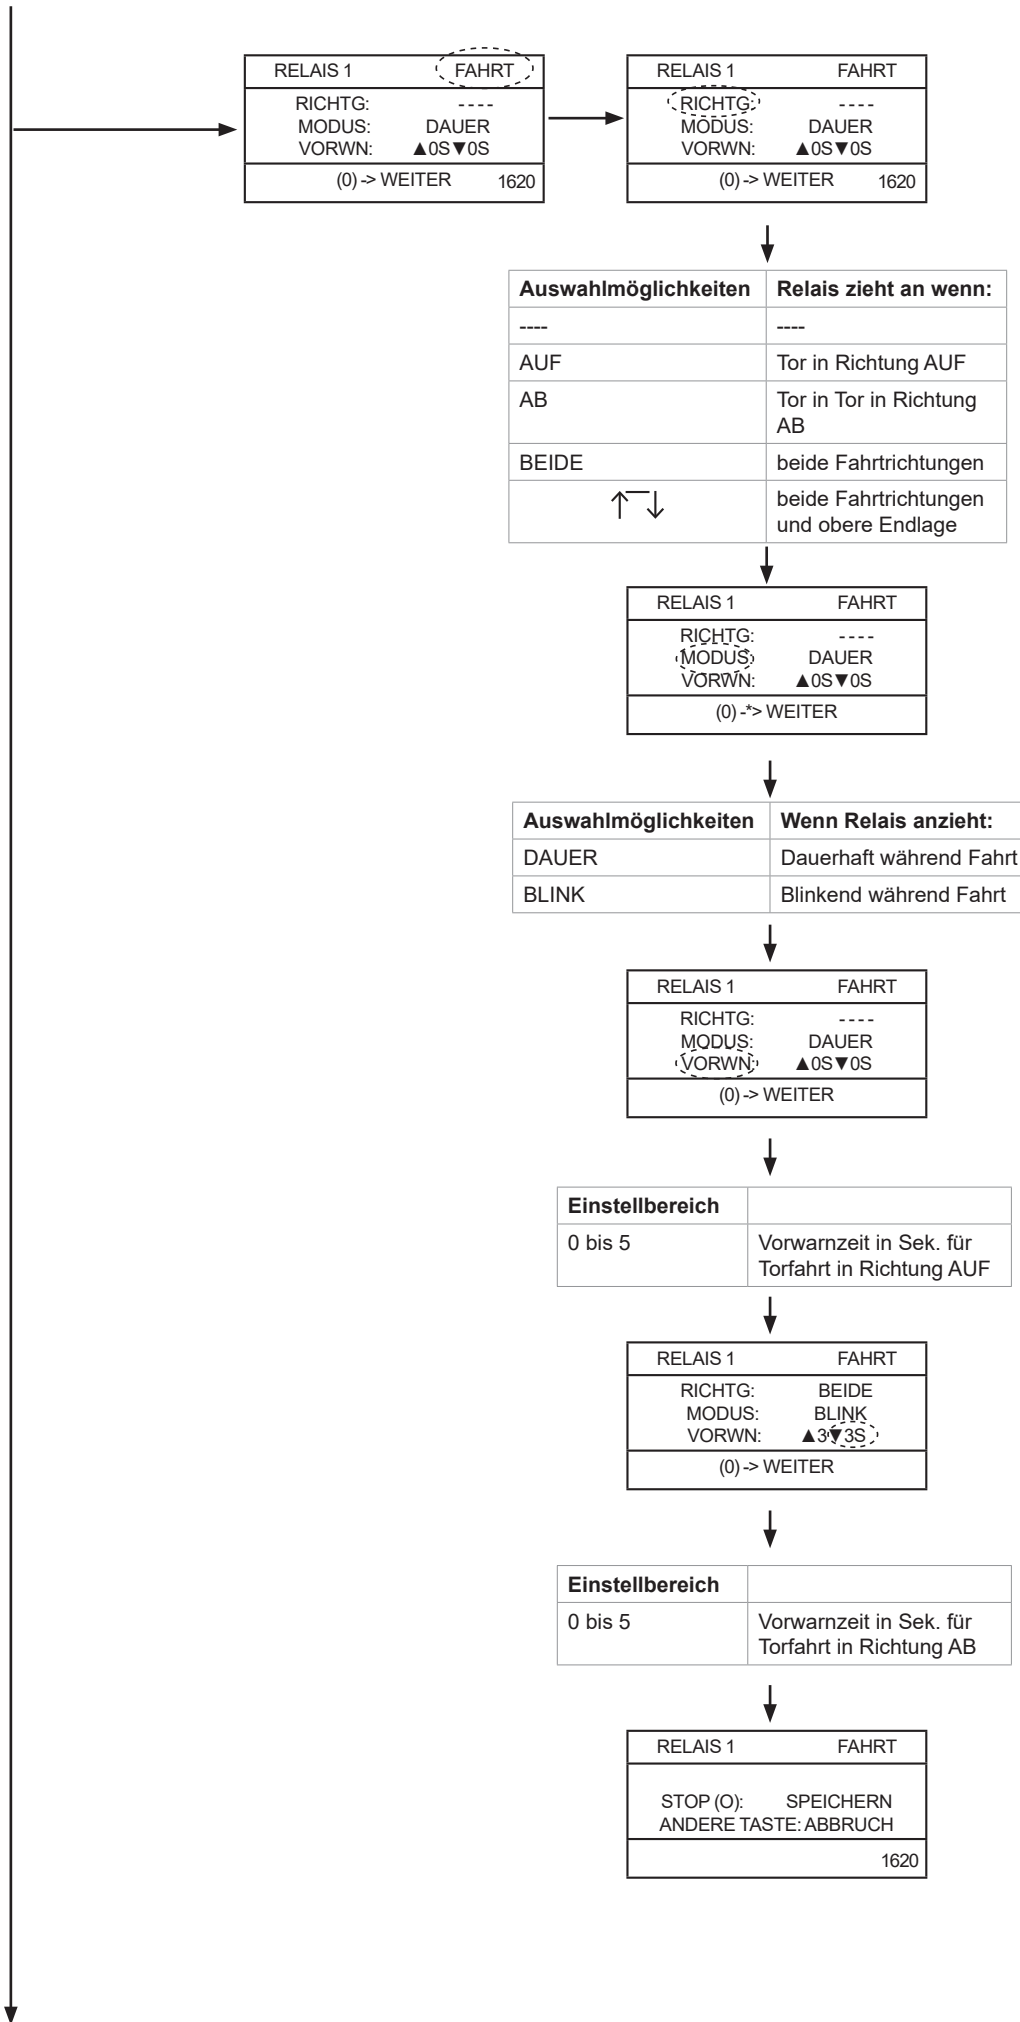 RELAIS 1 FAHRT
RICHTG: ----
MODUS: DAUER
VORWN: ▲0S▼0S
(0) -> WEITER 1620
RELAIS 1 FAHRT
RICHTG: ----
MODUS: DAUER
VORWN: ▲0S▼0S
(0) -> WEITER 1620
Auswahlmöglichkeiten Relais zieht an wenn:
---- ----
AUF Tor in Richtung AUF
AB Tor in Tor in Richtung
AB
BEIDE beide Fahrtrichtungen
beide Fahrtrichtungen
und obere Endlage
RELAIS 1 FAHRT
RICHTG: ----
MODUS: DAUER
VORWN: ▲0S▼0S
(0) -*> WEITER
Auswahlmöglichkeiten Wenn Relais anzieht:
DAUER Dauerhaft während Fahrt
BLINK Blinkend während Fahrt
RELAIS 1 FAHRT
RICHTG: ----
MODUS: DAUER
VORWN: ▲0S▼0S
(0) -> WEITER
Einstellbereich
0 bis 5 Vorwarnzeit in Sek. für
Torfahrt in Richtung AUF
RELAIS 1 FAHRT
RICHTG: BEIDE
MODUS: BLINK
VORWN: ▲3▼3S
(0) -> WEITER
Einstellbereich
0 bis 5 Vorwarnzeit in Sek. für
Torfahrt in Richtung AB
RELAIS 1 FAHRT
STOP (O): SPEICHERN
ANDERE TASTE: ABBRUCH
1620